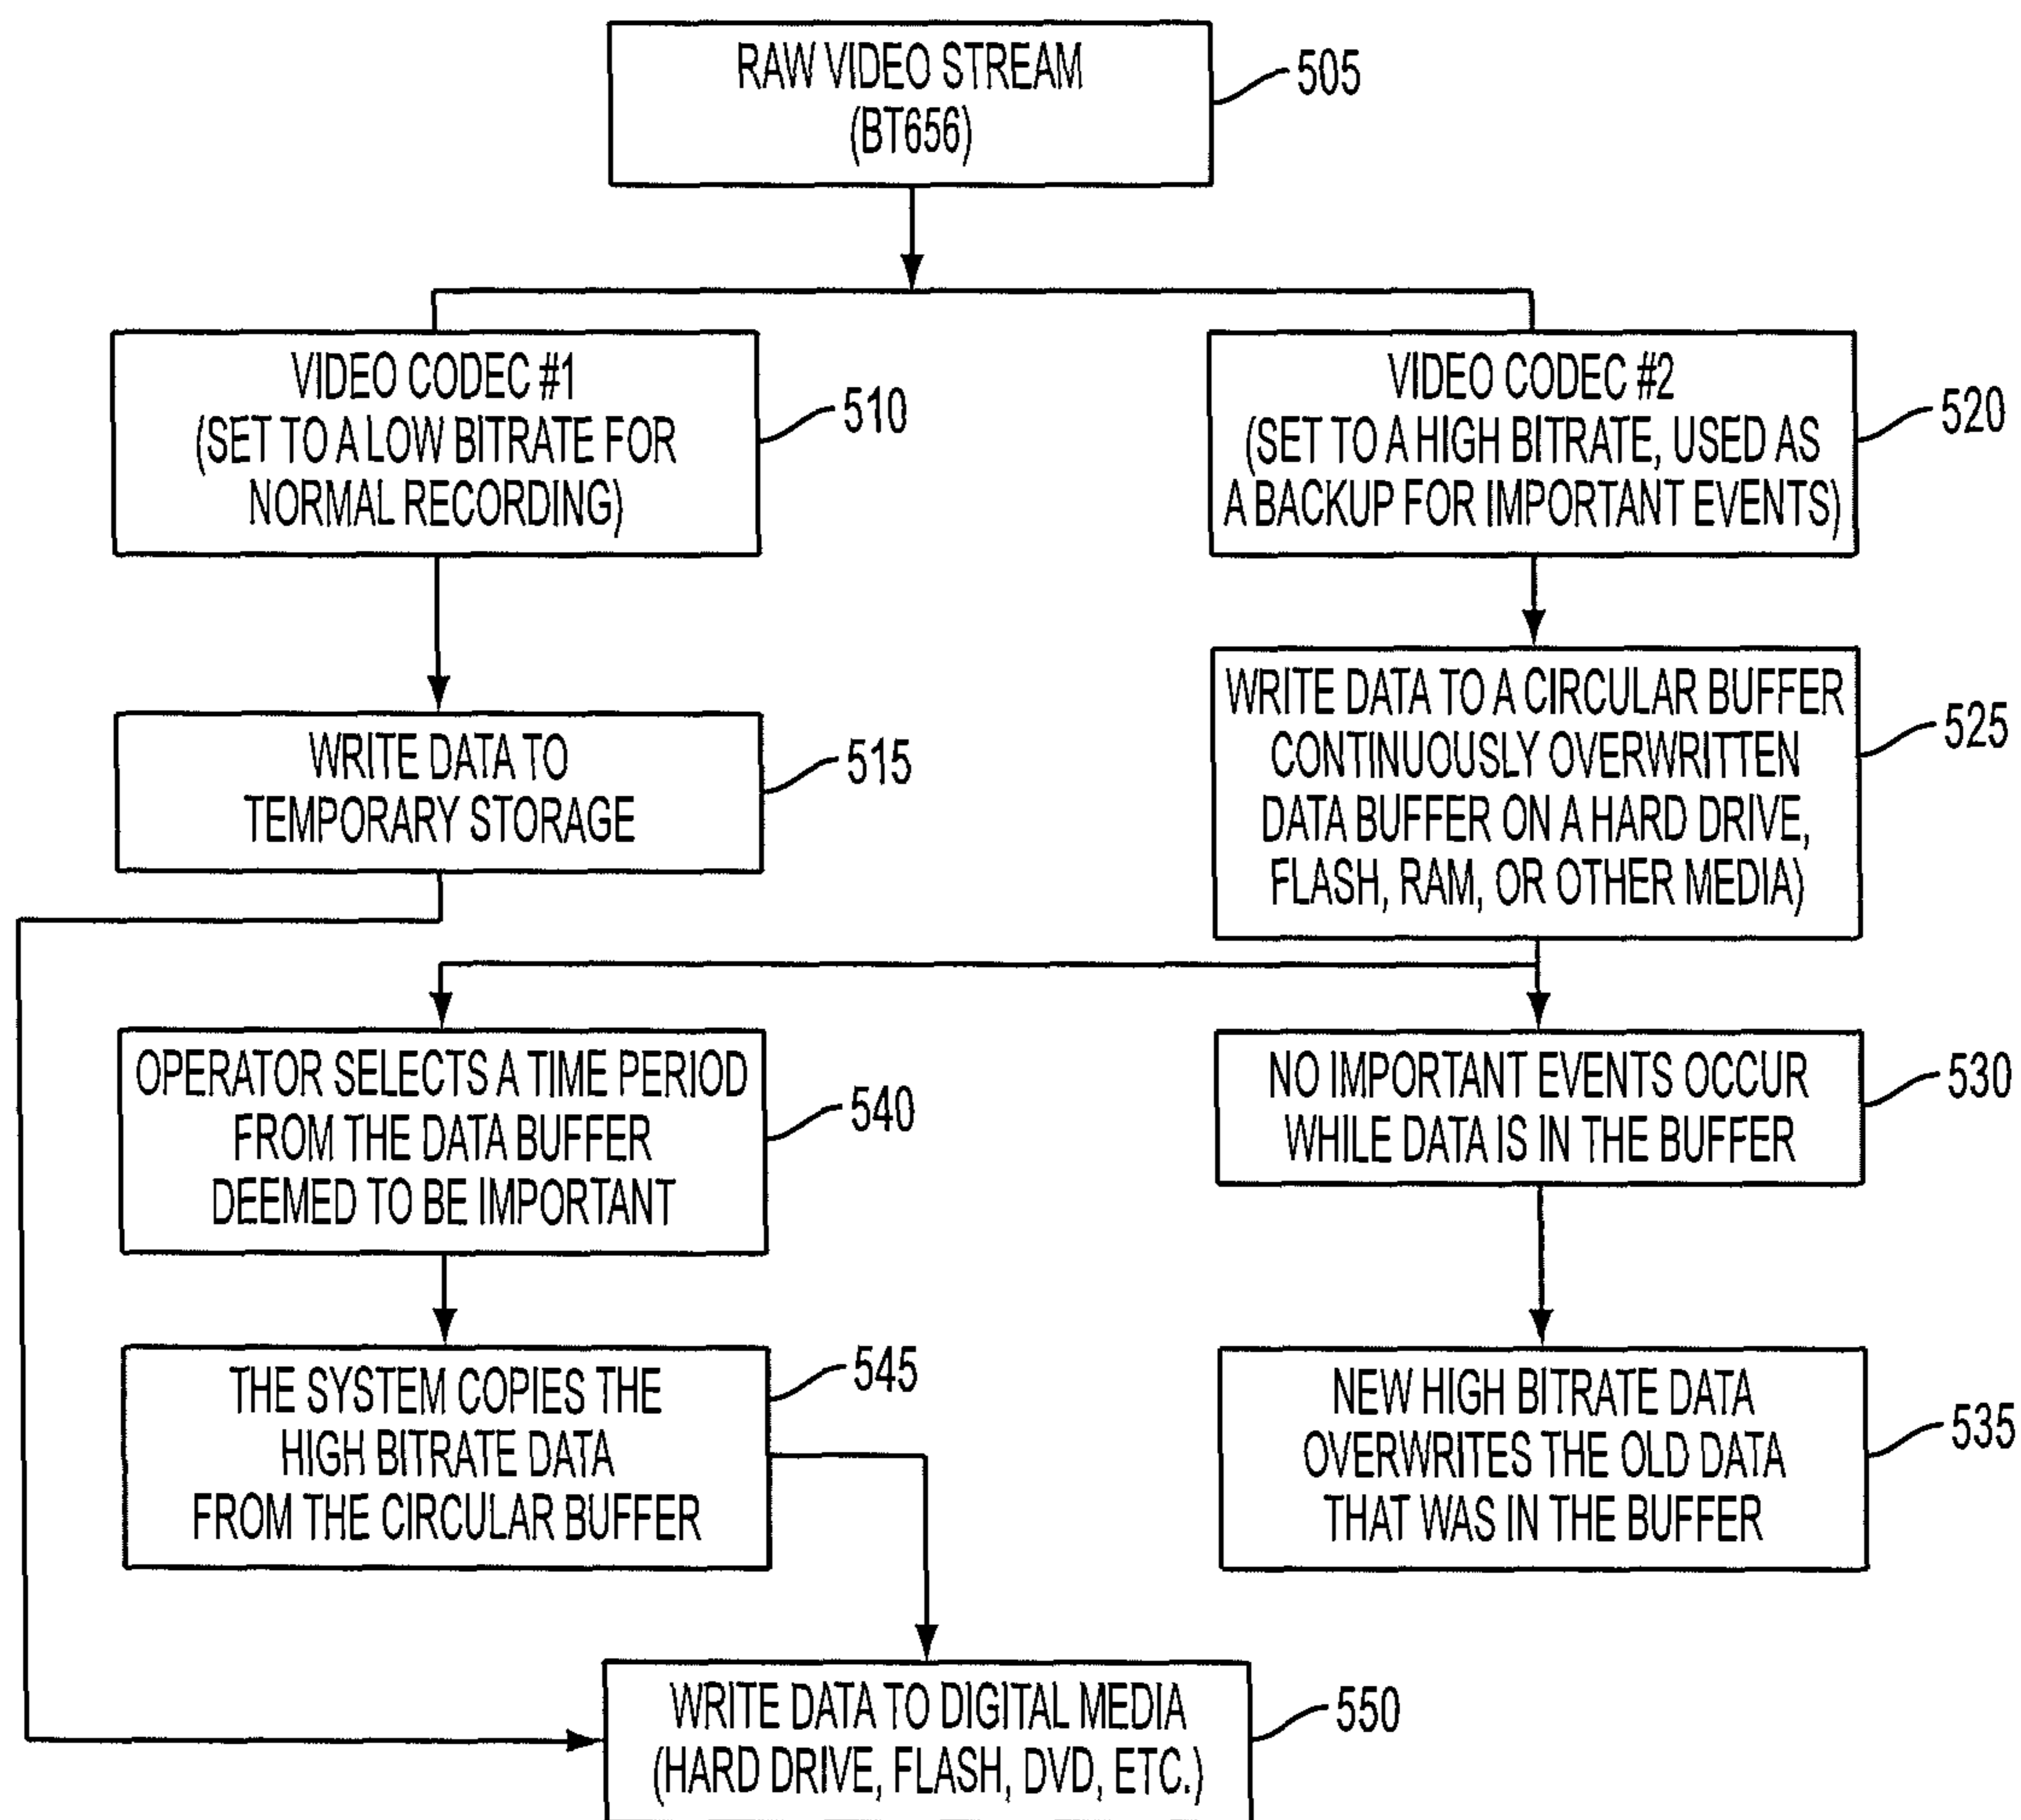 RAW VIDEO STREAM
(BT656)
505
VIDEO CODEC #1
(SET TO A LOW BITRATE FOR
NORMAL RECORDING)
510
VIDEO CODEC #2
(SET TO A HIGH BITRATE, USED AS
A BACKUP FOR IMPORTANT EVENTS)
520
WRITE DATA TO
TEMPORARY STORAGE
515
WRITE DATA TO A CIRCULAR BUFFER
CONTINUOUSLY OVERWRITTEN
DATA BUFFER ON A HARD DRIVE,
FLASH, RAM, OR OTHER MEDIA)
525
OPERATOR SELECTS A TIME PERIOD
FROM THE DATA BUFFER
DEEMED TO BE IMPORTANT
540
NO IMPORTANT EVENTS OCCUR
WHILE DATA IS IN THE BUFFER
530
THE SYSTEM COPIES THE
HIGH BITRATE DATA
FROM THE CIRCULAR BUFFER
545
NEW HIGH BITRATE DATA
OVERWRITES THE OLD DATA
THAT WAS IN THE BUFFER
535
WRITE DATA TO DIGITAL MEDIA
(HARD DRIVE, FLASH, DVD, ETC.)
550